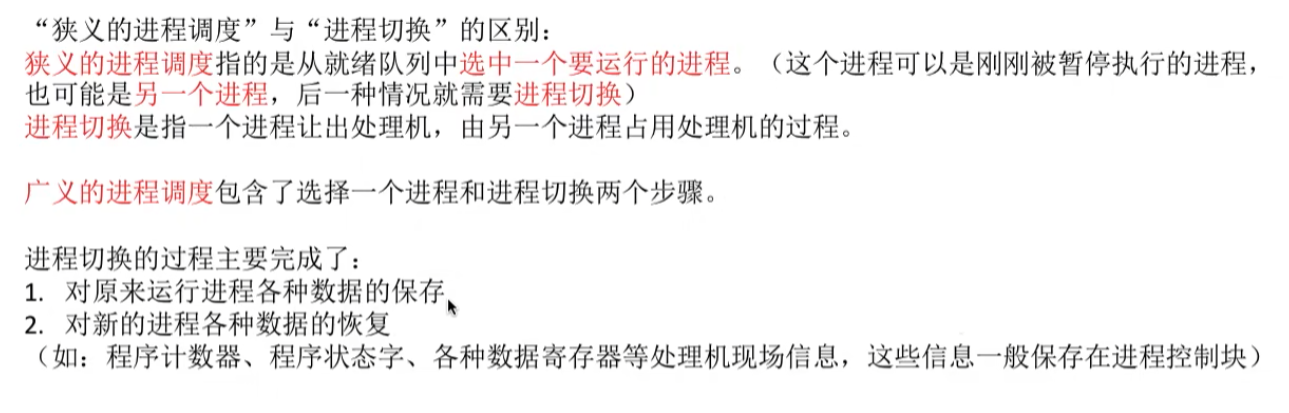 “狭义的进程调度”与“进程切换”的区别:
狭义的进程调度指的是从就绪队列中选中一个要运行的进程。（这个进程可以是刚刚被暂停执行的进程，
也可能是另一个进程，后一种情况就需要进程切换）
进程切换是指一个进程让出处理机，由另一个进程占用处理机的过程。
广义的进程调度包含了选择一个进程和进程切换两个步骤。
进程切换的过程主要完成了:
1. 对原来运行进程各种数据的保存
2. 对新的进程各种数据的恢复
（如: 程序计数器、程序状态字、各种数据寄存器等处理机现场信息，这些信息一般保存在进程控制块）